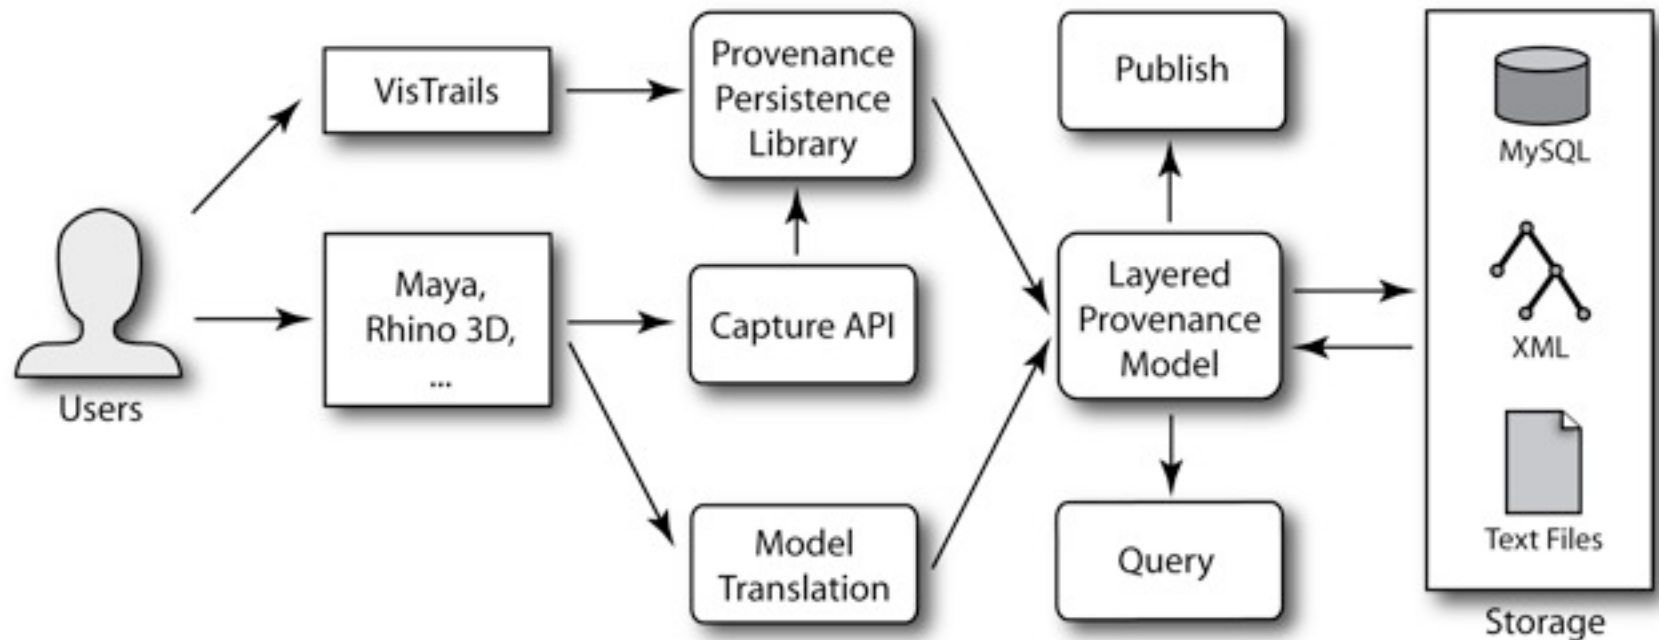 VisTrails
Provenance
Persistence
Library
Publish
MySQL
Users
Maya,
Rhino 3D,
...
Capture API
Layered
Provenance
Model
XML
Model
Translation
Query
Text Files
Storage